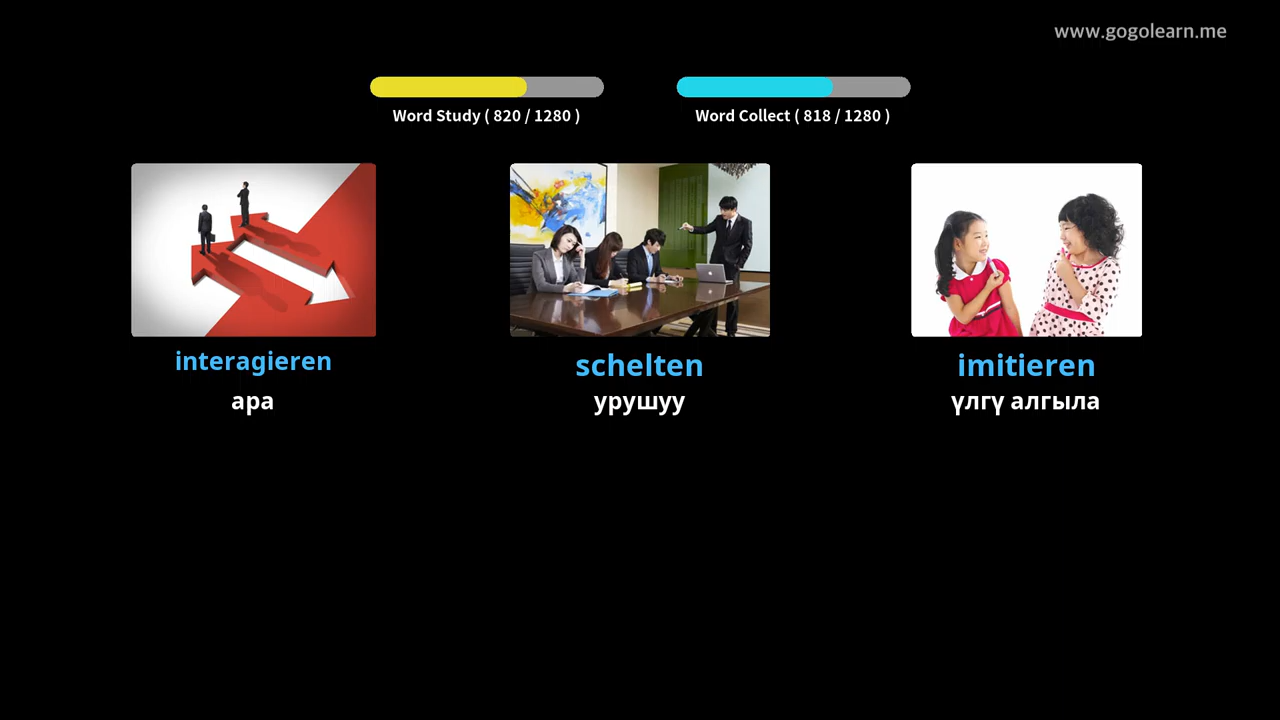 www.gogolearn.me
Word Study ( 820 / 1280 )
Word Collect ( 818 / 1280 )
interagieren
ара
schelten
урушуу
imitieren
үлгү алгыла